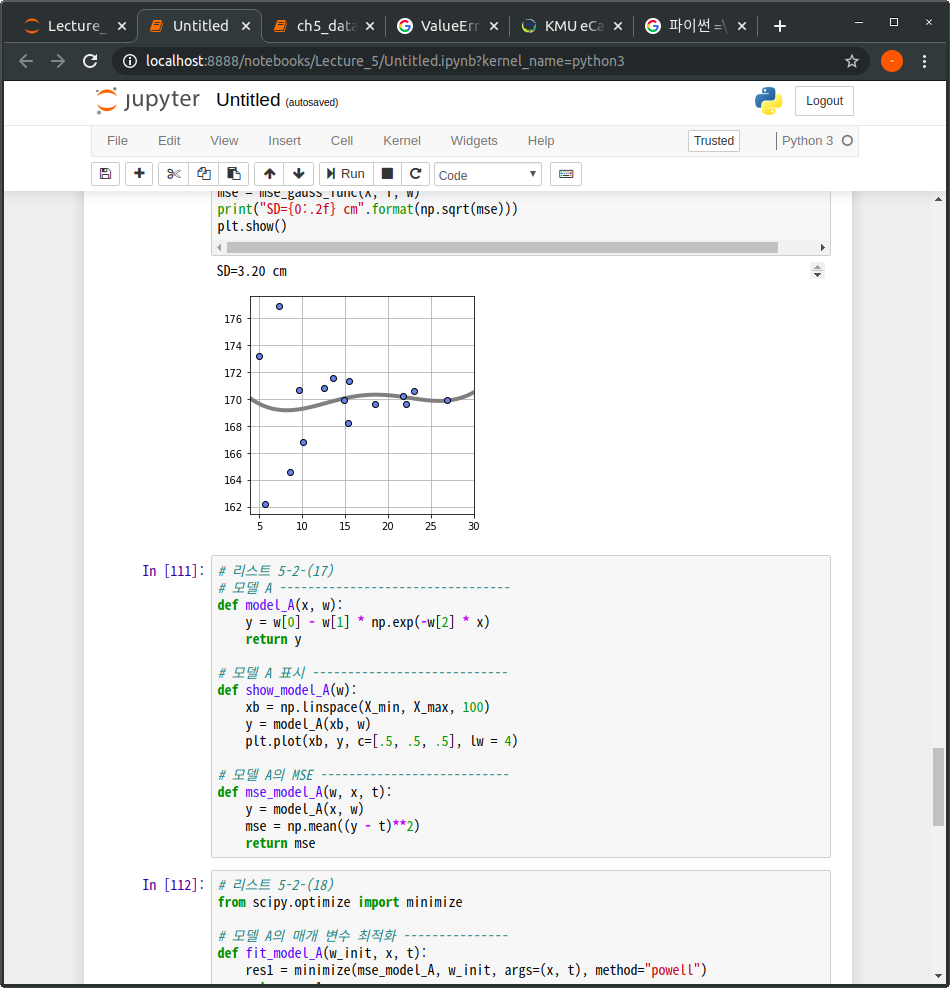 Lecture_
Untitled
ch5_data
ValueErr
KMU eCa
파이썬 =\
localhost:8888/notebooks/Lecture_5/Untitled.ipynb?kernel_name=python3
jupyter Untitled (autosaved)
Logout
File Edit View Insert Cell Kernel Widgets Help
Trusted
Python 3
Run
Code
mse = mse_gauss_func(X, T, W)
print("SD={0:.2f} cm".format(np.sqrt(mse)))
plt.show()
SD=3.20 cm
176
174
172
170
168
166
164
162
5 10 15 20 25 30
In [111]:
# 리스트 5-2-(17)
# 모델 A ---------------------------------
def model_A(x, w):
    y = w[0] - w[1] * np.exp(-w[2] * x)
    return y
# 모델 A 표시 ----------------------------
def show_model_A(w):
    xb = np.linspace(X_min, X_max, 100)
    y = model_A(xb, w)
    plt.plot(xb, y, c=[.5, .5, .5], lw = 4)
# 모델 A의 MSE ---------------------------
def mse_model_A(w, x, t):
    y = model_A(x, w)
    mse = np.mean((y - t)**2)
    return mse
In [112]:
# 리스트 5-2-(18)
from scipy.optimize import minimize
# 모델 A의 매개 변수 최적화 ---------------
def fit_model_A(w_init, x, t):
    res1 = minimize(mse_model_A, w_init, args=(x, t), method="powell")